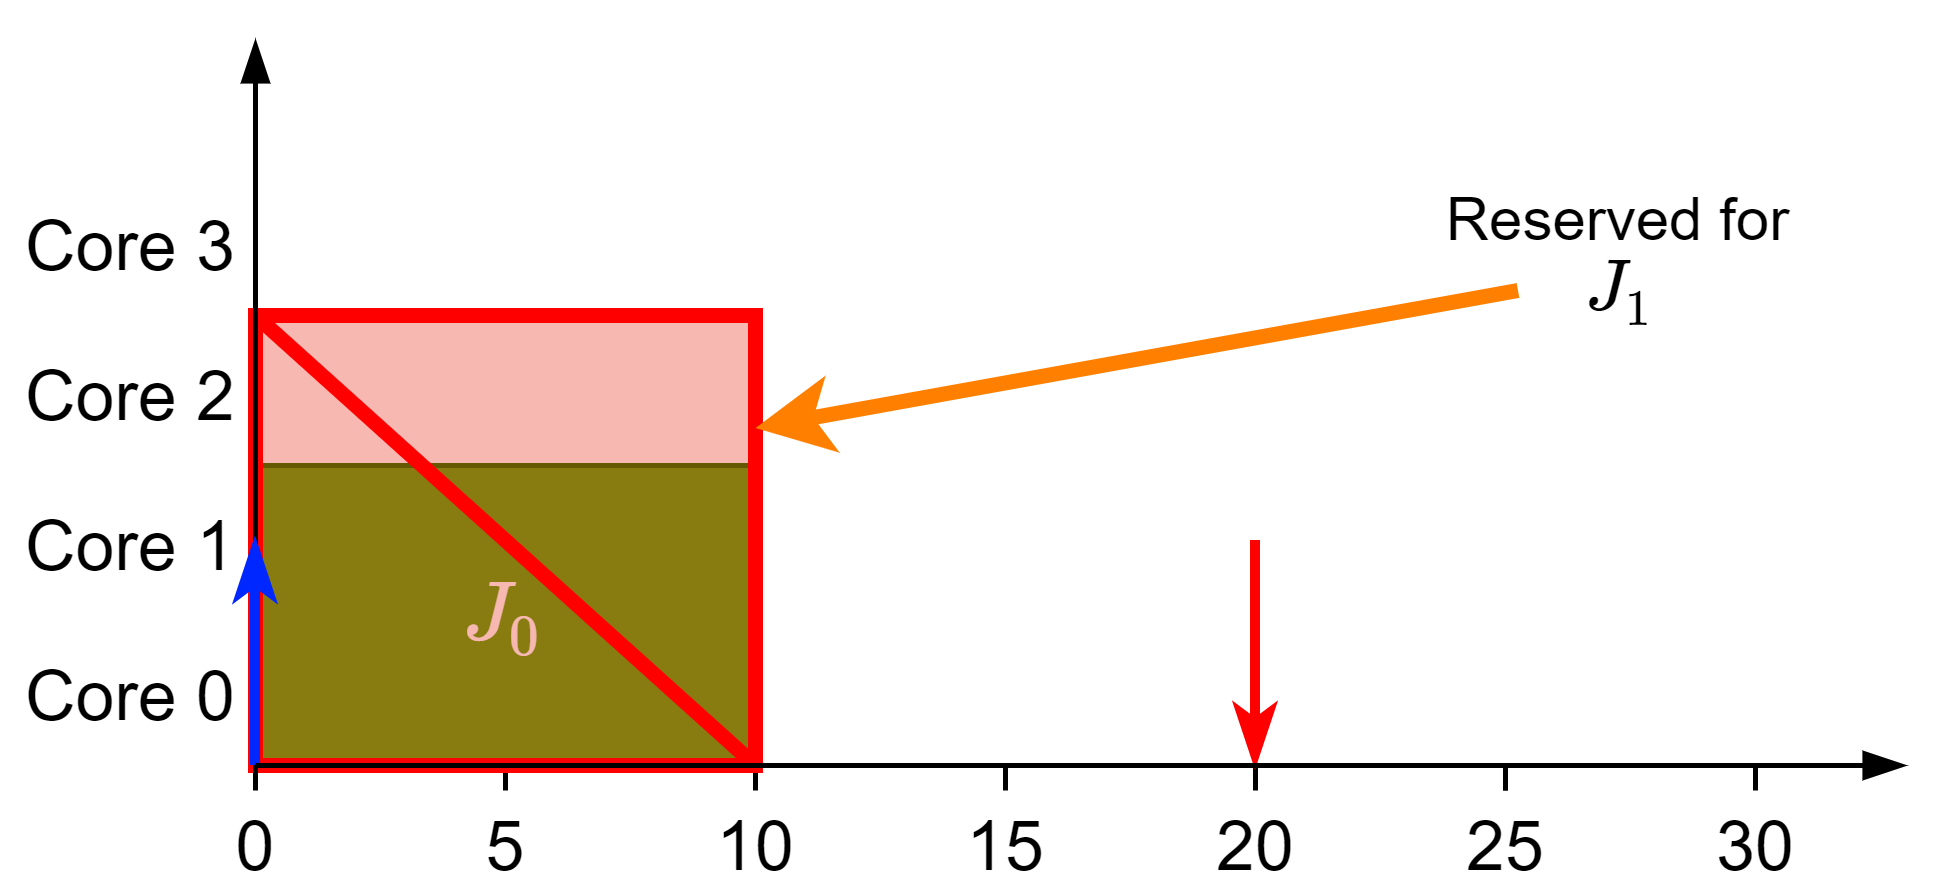 Reserved for
J₁
Core 3
Core 2
Core 1
Core 0
J₀
0 5 10 15 20 25 30